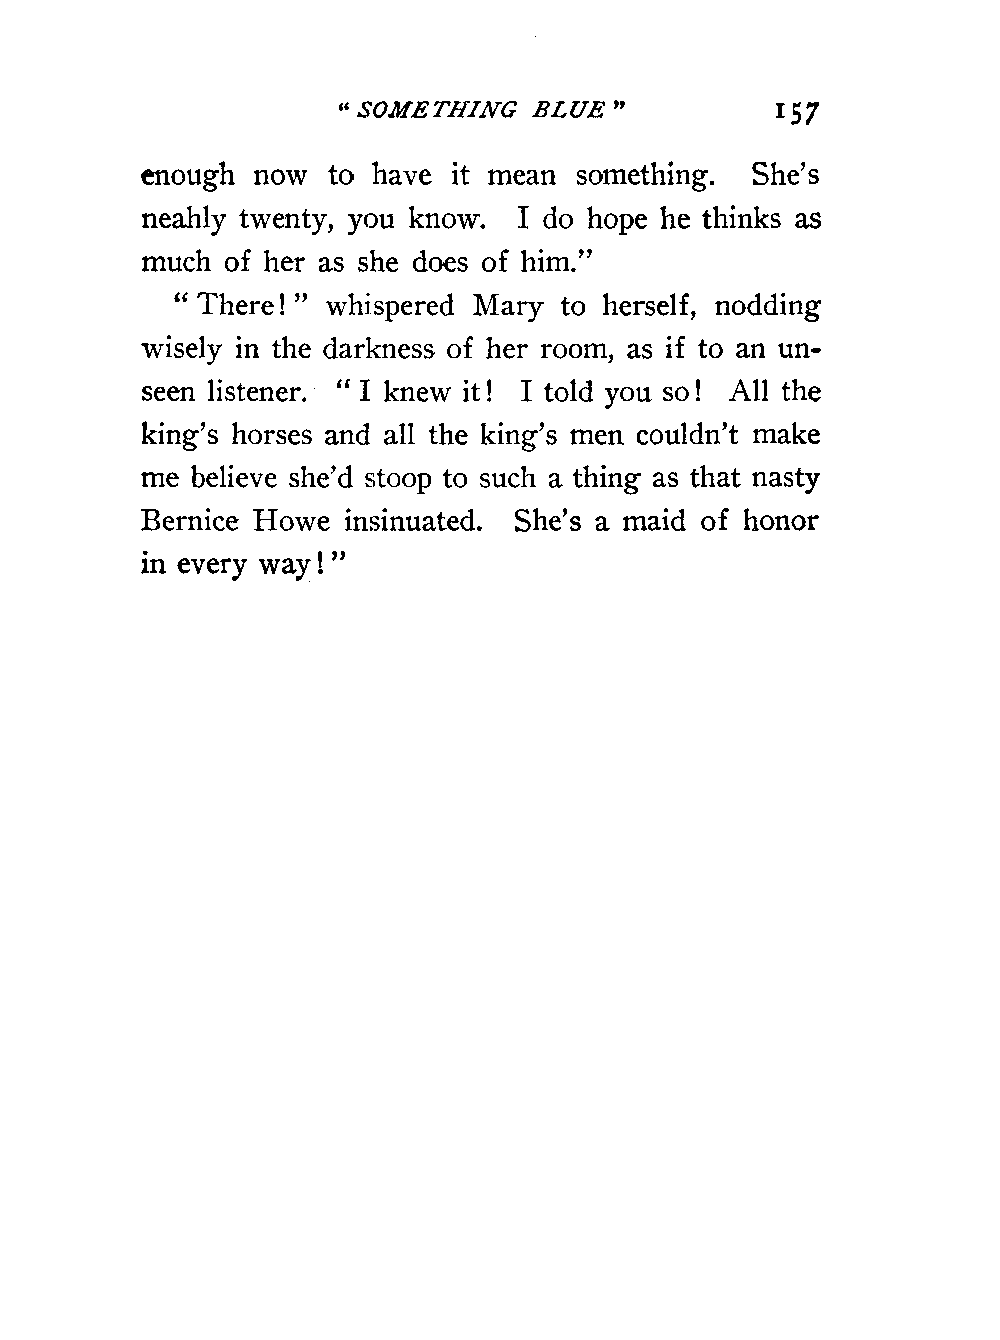 “ SOMETHING BLUE ” 157
enough now to have it mean something. She’s
neahly twenty, you know. I do hope he thinks as
much of her as she does of him.”
“ There! ” whispered Mary to herself, nodding
wisely in the darkness of her room, as if to an un-
seen listener. “ I knew it! I told you so! All the
king’s horses and all the king’s men couldn’t make
me believe she’d stoop to such a thing as that nasty
Bernice Howe insinuated. She’s a maid of honor
in every way! ”